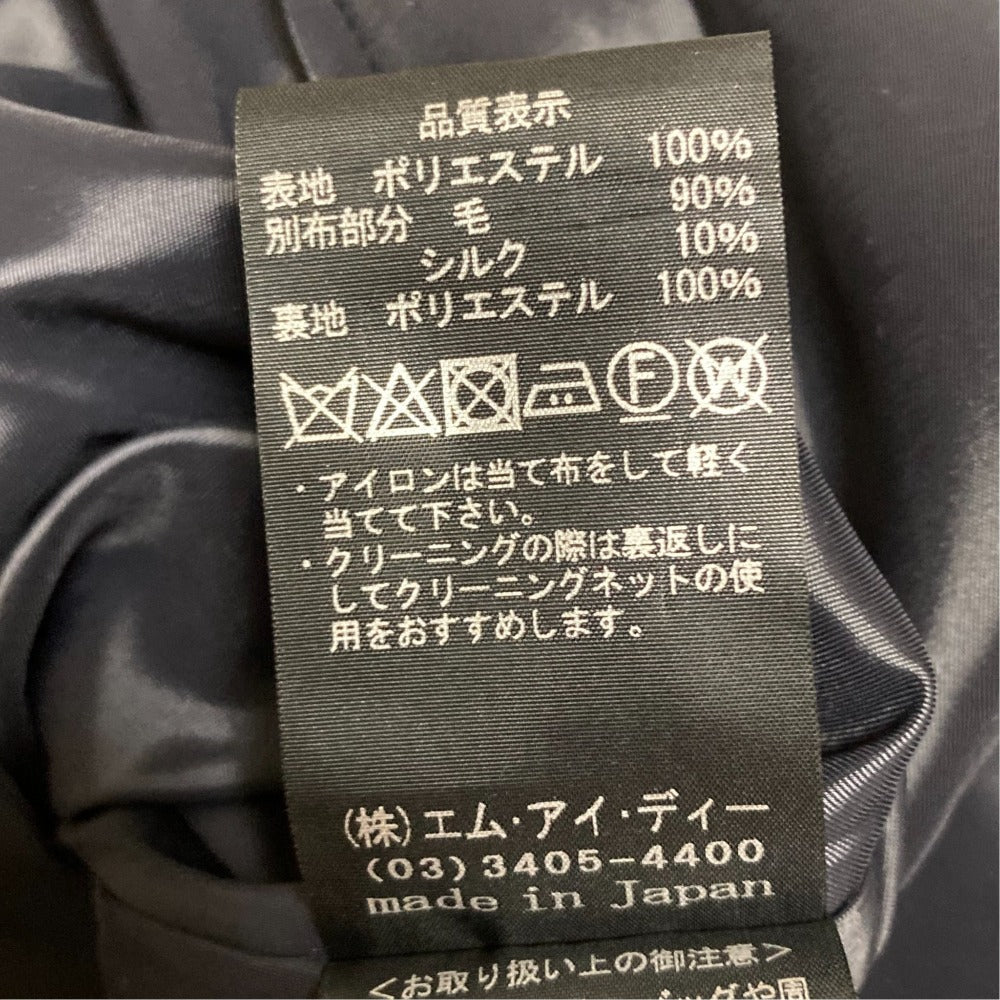 品質表示
表地 ポリエステル 100%
別布部分 毛 90%
シルク 10%
裏地 ポリエステル 100%
F W
・アイロンは当て布をして軽く
当てて下さい。
・クリーニングの際は裏返しに
してクリーニングネットの使
用をおすすめします。
(株)エム・アイ・ディー
(03)3405-4400
made in Japan
<お取り扱い上の御注意>